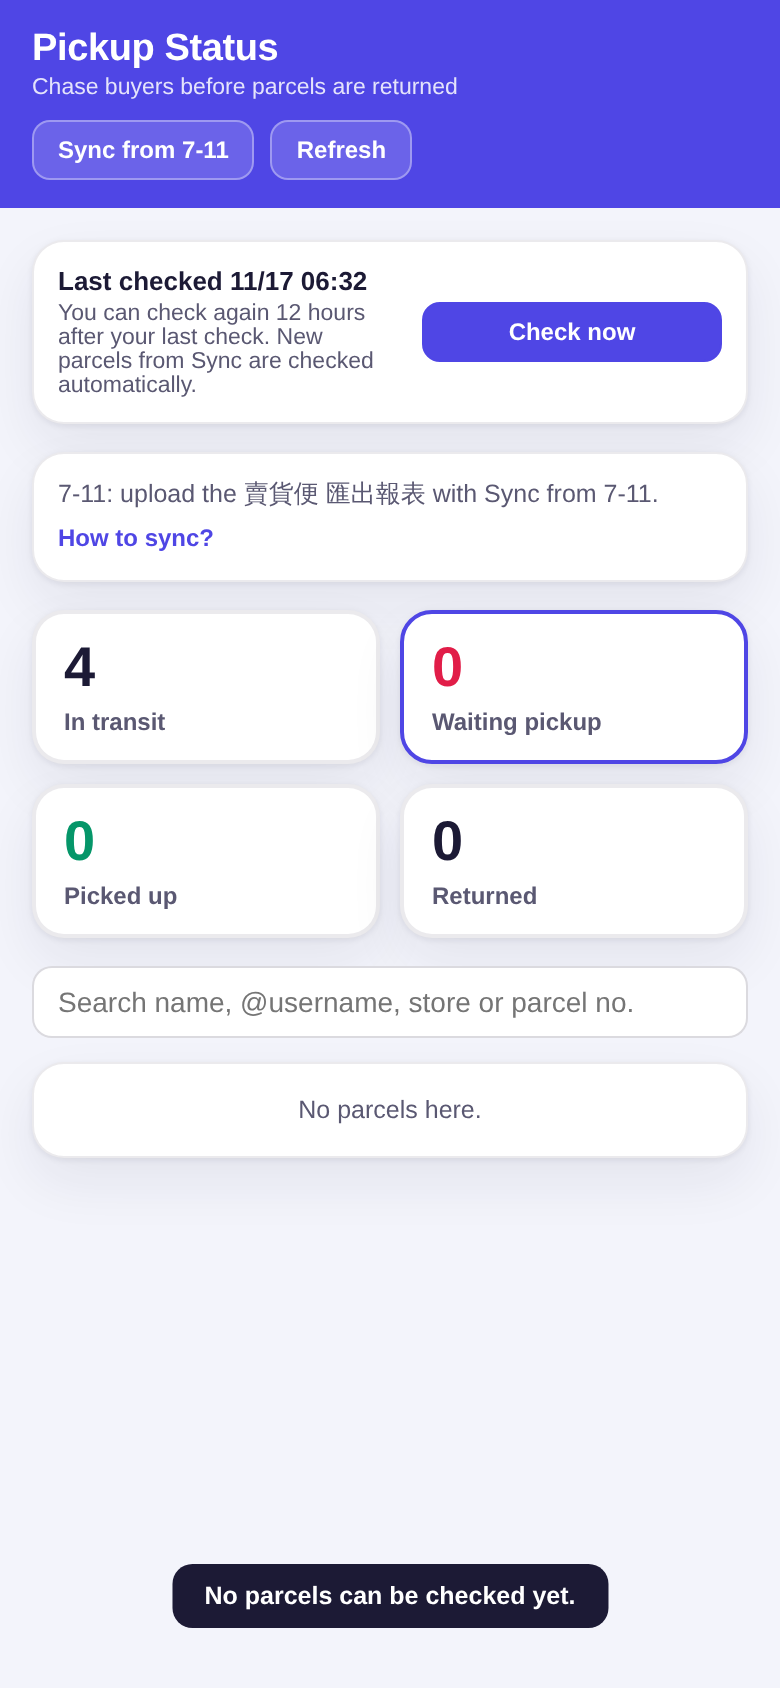 Pickup Status
Chase buyers before parcels are returned
Sync from 7-11
Refresh
Last checked 11/17 06:32
You can check again 12 hours
after your last check. New
parcels from Sync are checked
automatically.
Check now
7-11: upload the 賣貨便 匯出報表 with Sync from 7-11.
How to sync?
4
In transit
0
Waiting pickup
0
Picked up
0
Returned
Search name, @username, store or parcel no.
No parcels here.
No parcels can be checked yet.